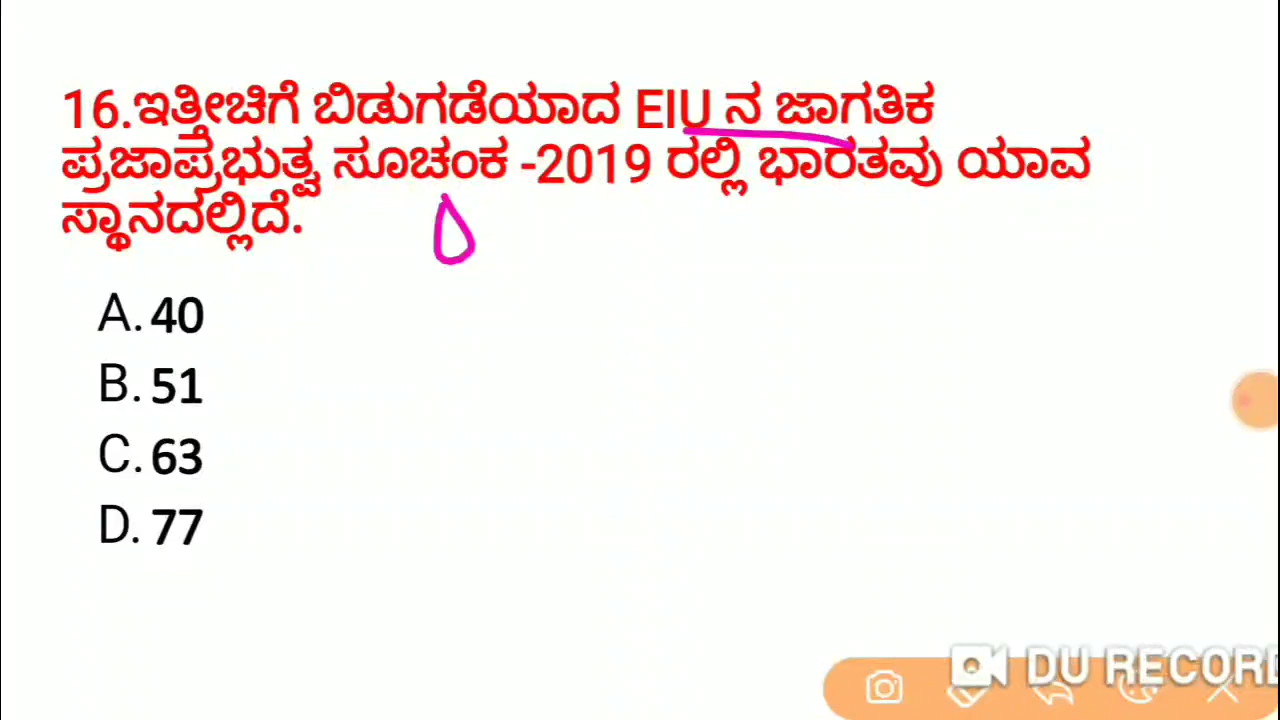 16.ಇತ್ತೀಚಿಗೆ ಬಿಡುಗಡೆಯಾದ EIU ನ ಜಾಗತಿಕ
ಪ್ರಜಾಪ್ರಭುತ್ವ ಸೂಚಂಕ -2019 ರಲ್ಲಿ ಭಾರತವು ಯಾವ
ಸ್ಥಾನದಲ್ಲಿದೆ.
A. 40
B. 51
C. 63
D. 77
DU RECORD